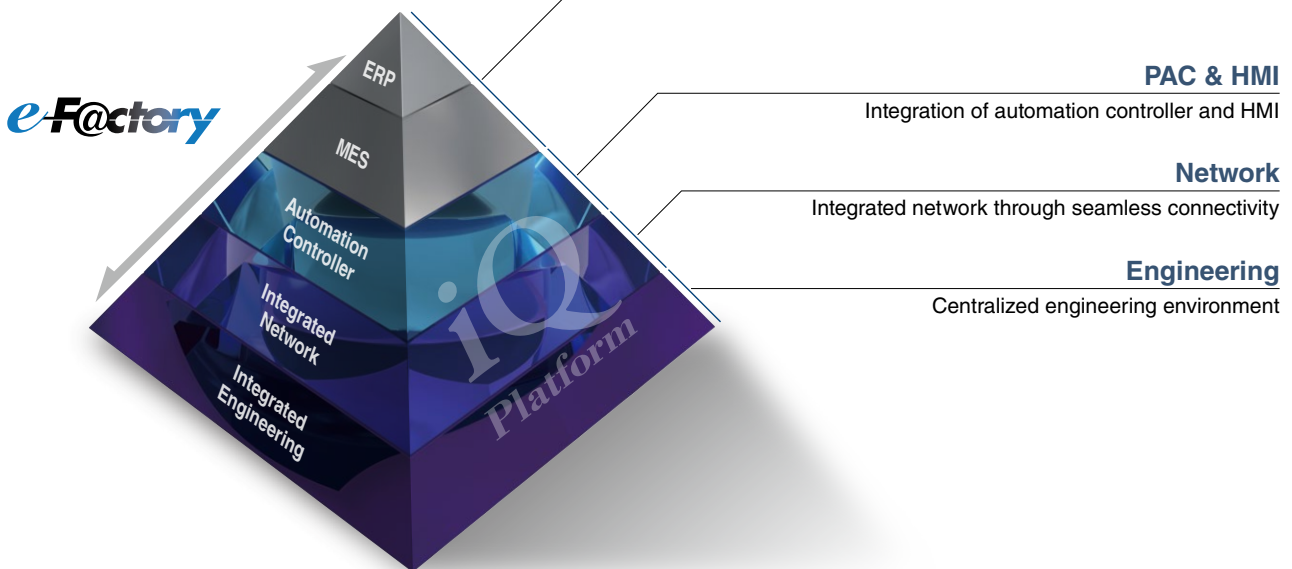 e-F@ctory
ERP
MES
Automation
Controller
Integrated
Network
Integrated
Engineering
iQ
Platform
PAC & HMI
Integration of automation controller and HMI
Network
Integrated network through seamless connectivity
Engineering
Centralized engineering environment